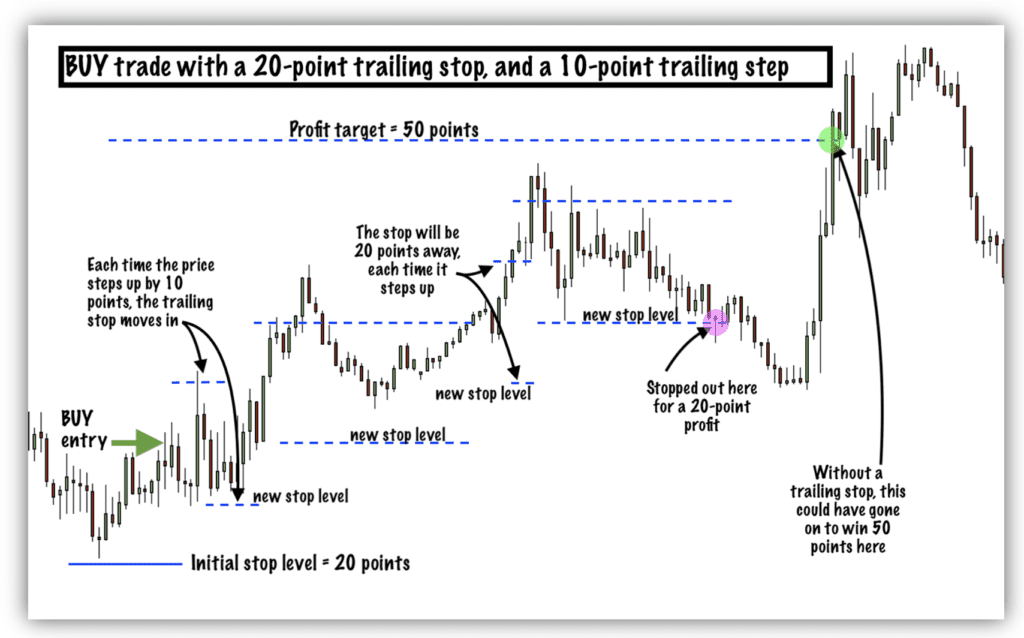 BUY trade with a 20-point trailing stop, and a 10-point trailing step
Profit target = 50 points
The stop will be
20 points away,
each time it
steps up
Each time the price
steps up by 10
points, the trailing
stop moves in
new stop level
new stop level
Stopped out here
for a 20-point
profit
BUY
entry
new stop level
new stop level
Without a
trailing stop, this
could have gone
on to win 50
points here
Initial stop level = 20 points